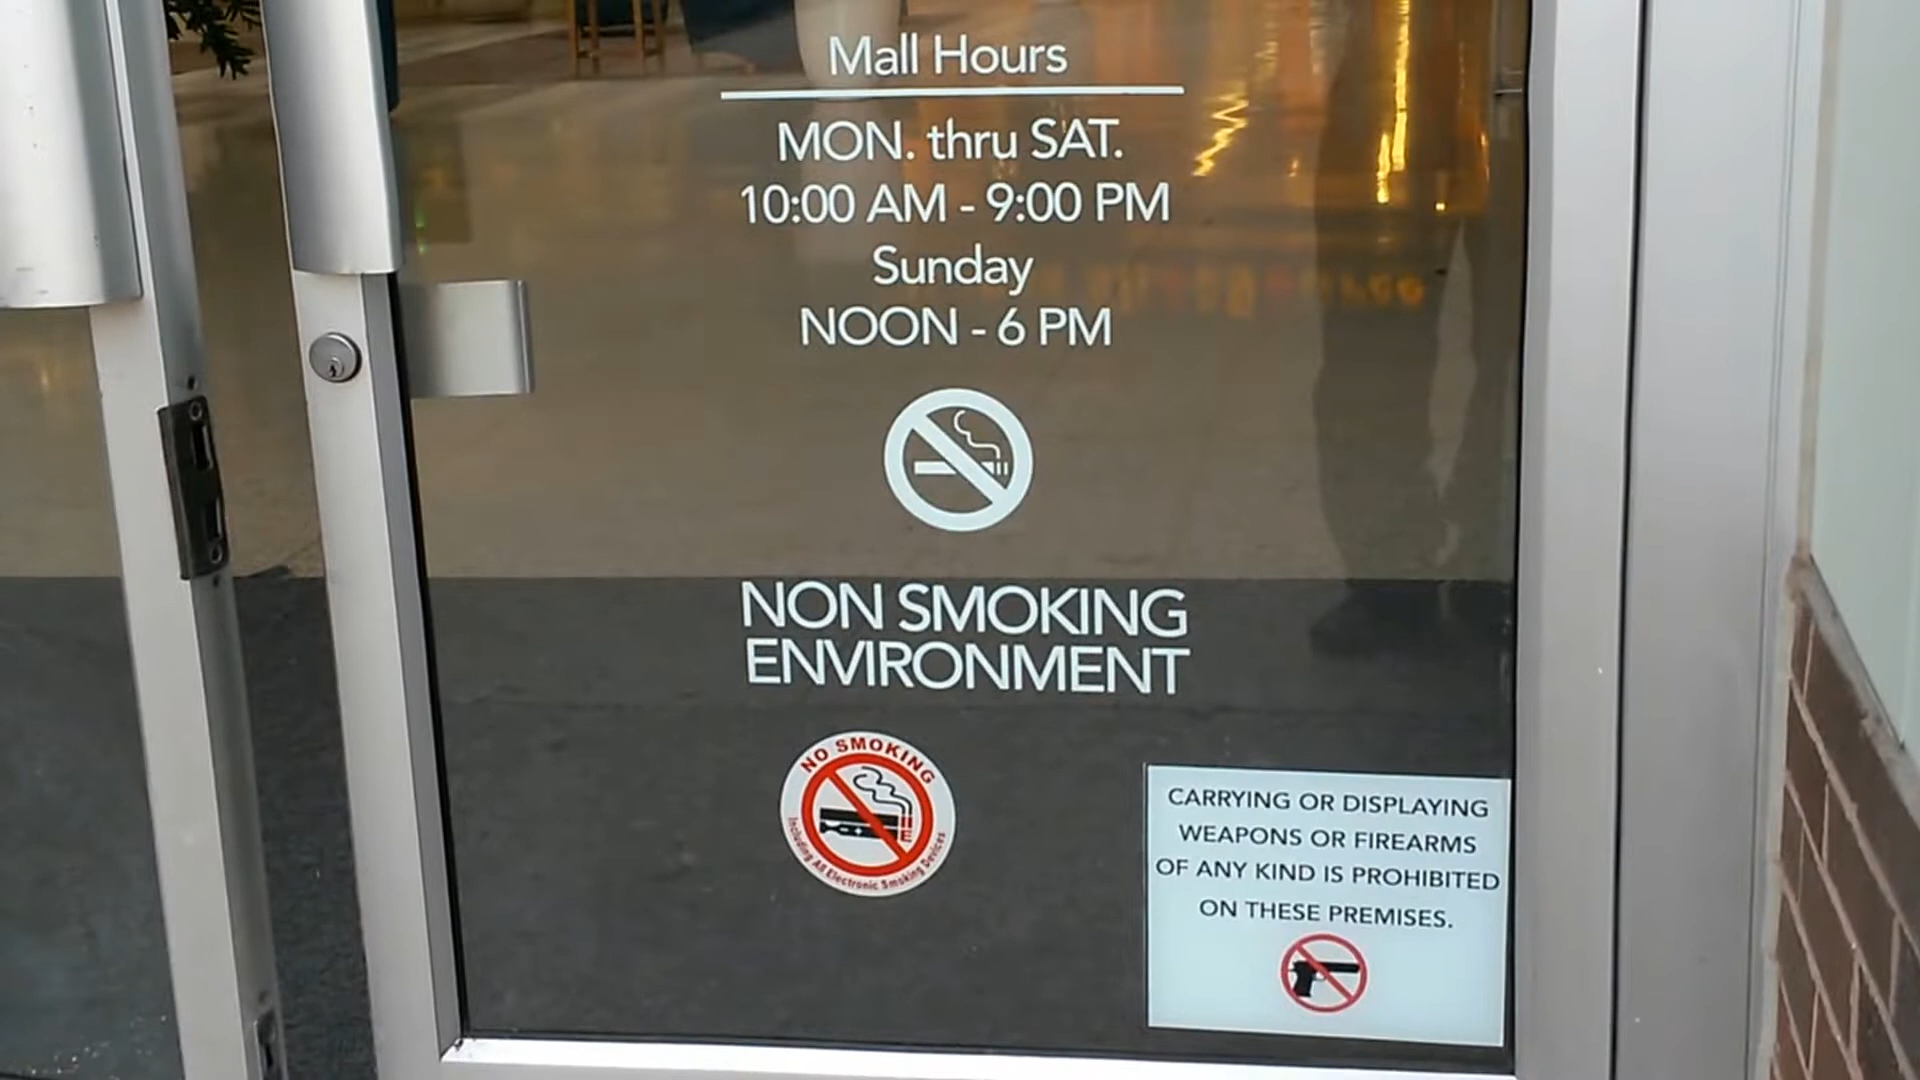 Mall Hours
MON. thru SAT.
10:00 AM - 9:00 PM
Sunday
NOON - 6 PM
NON SMOKING
ENVIRONMENT
NO SMOKING
Including All Electronic Smoking Devices
CARRYING OR DISPLAYING
WEAPONS OR FIREARMS
OF ANY KIND IS PROHIBITED
ON THESE PREMISES.